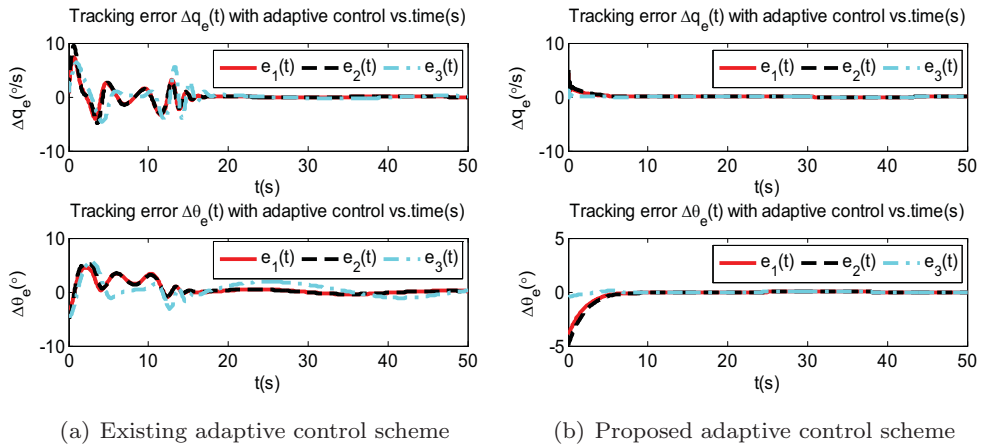 Tracking error Δq_e(t) with adaptive control vs.time(s)
10
0
-10
Δq_e(°/s)
e_1(t) e_2(t) e_3(t)
0 10 20 30 40 50
t(s)
Tracking error Δθ_e(t) with adaptive control vs.time(s)
10
0
-10
Δθ_e(°)
e_1(t) e_2(t) e_3(t)
0 10 20 30 40 50
t(s)
(a) Existing adaptive control scheme
Tracking error Δq_e(t) with adaptive control vs.time(s)
10
0
-10
Δq_e(°/s)
e_1(t) e_2(t) e_3(t)
0 10 20 30 40 50
t(s)
Tracking error Δθ_e(t) with adaptive control vs.time(s)
5
0
-5
Δθ_e(°)
e_1(t) e_2(t) e_3(t)
0 10 20 30 40 50
t(s)
(b) Proposed adaptive control scheme